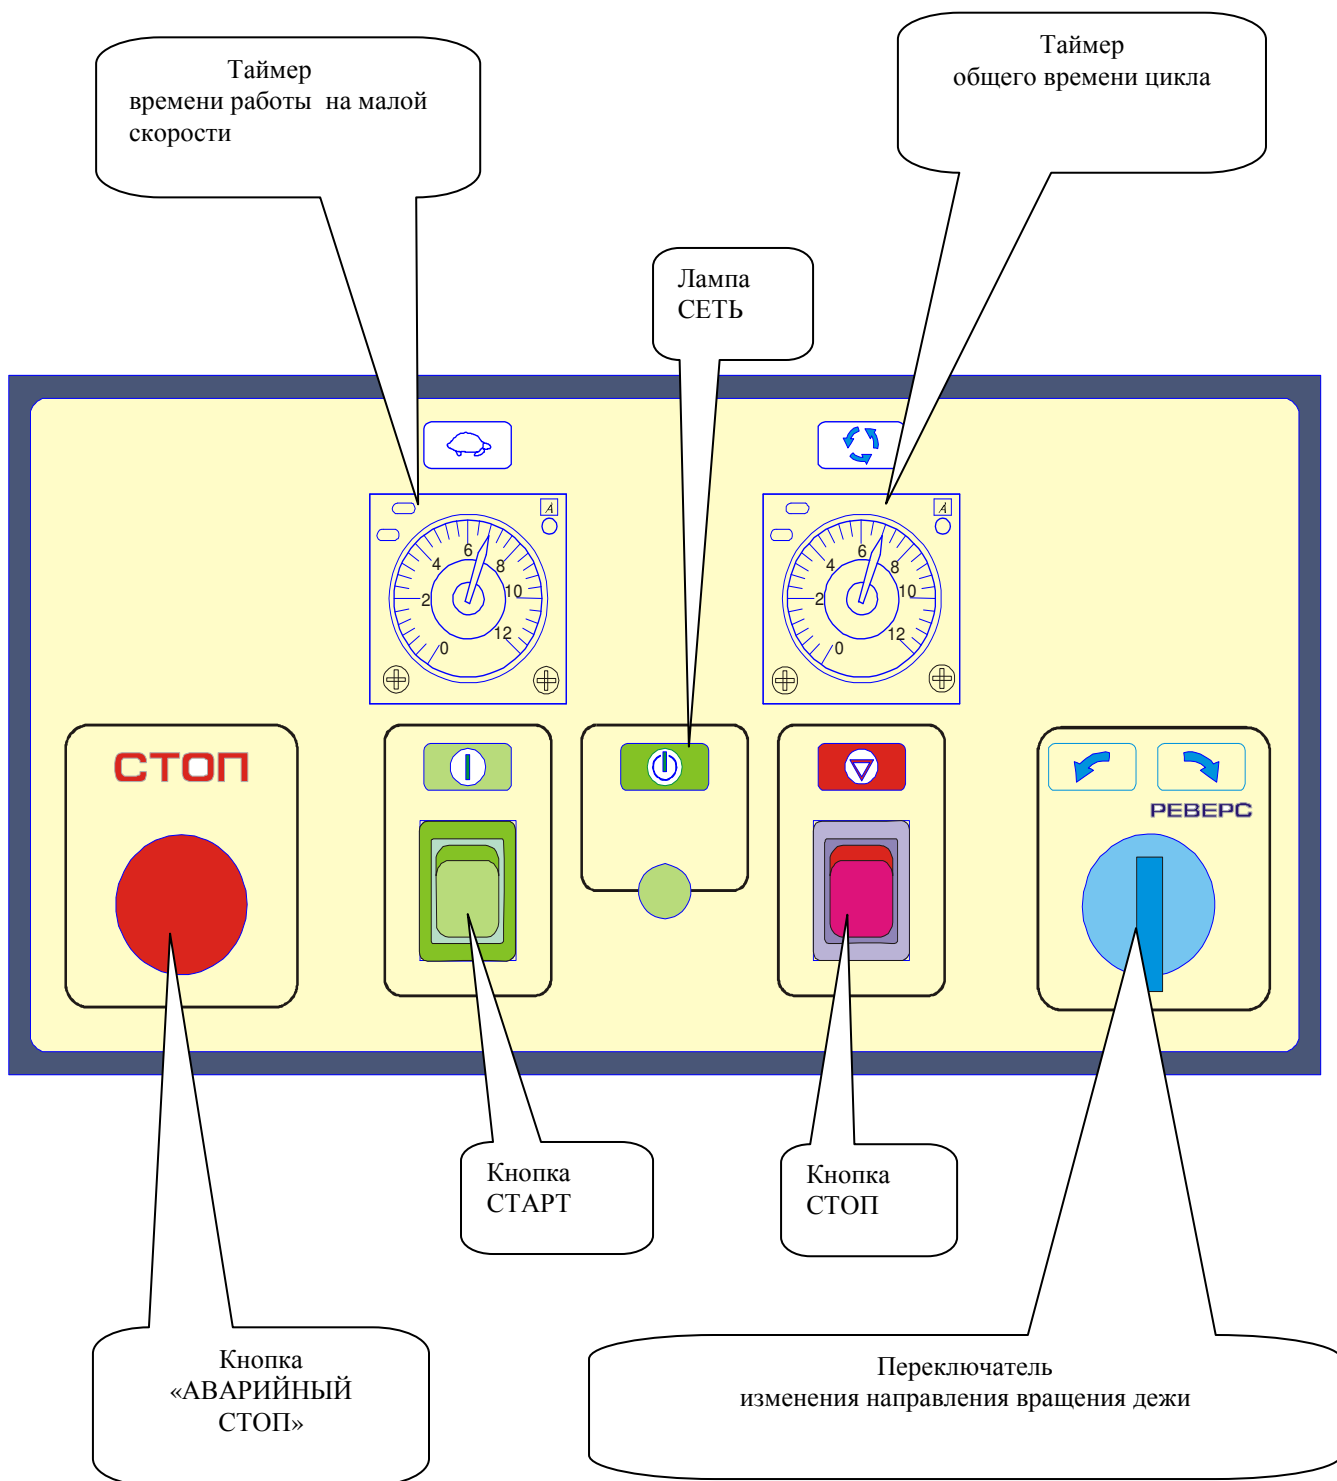 Таймер
времени работы на малой
скорости
Таймер
общего времени цикла
Лампа
СЕТЬ
A
0
2
4
6
8
10
12
A
0
2
4
6
8
10
12
СТОП
РЕВЕРС
Кнопка
СТАРТ
Кнопка
СТОП
Кнопка
«АВАРИЙНЫЙ
СТОП»
Переключатель
изменения направления вращения дежи